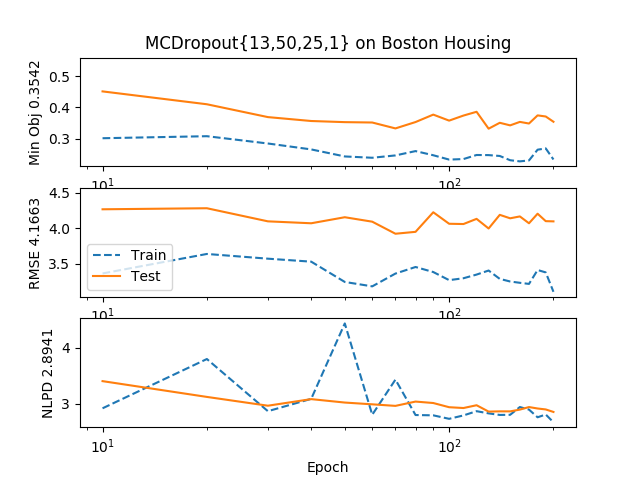 MCDropout{13,50,25,1} on Boston Housing
Min Obj 0.3542
0.5
0.4
0.3
10¹
10²
RMSE 4.1663
4.5
4.0
3.5
Train
Test
10¹
10²
NLPD 2.8941
4
3
10¹
10²
Epoch